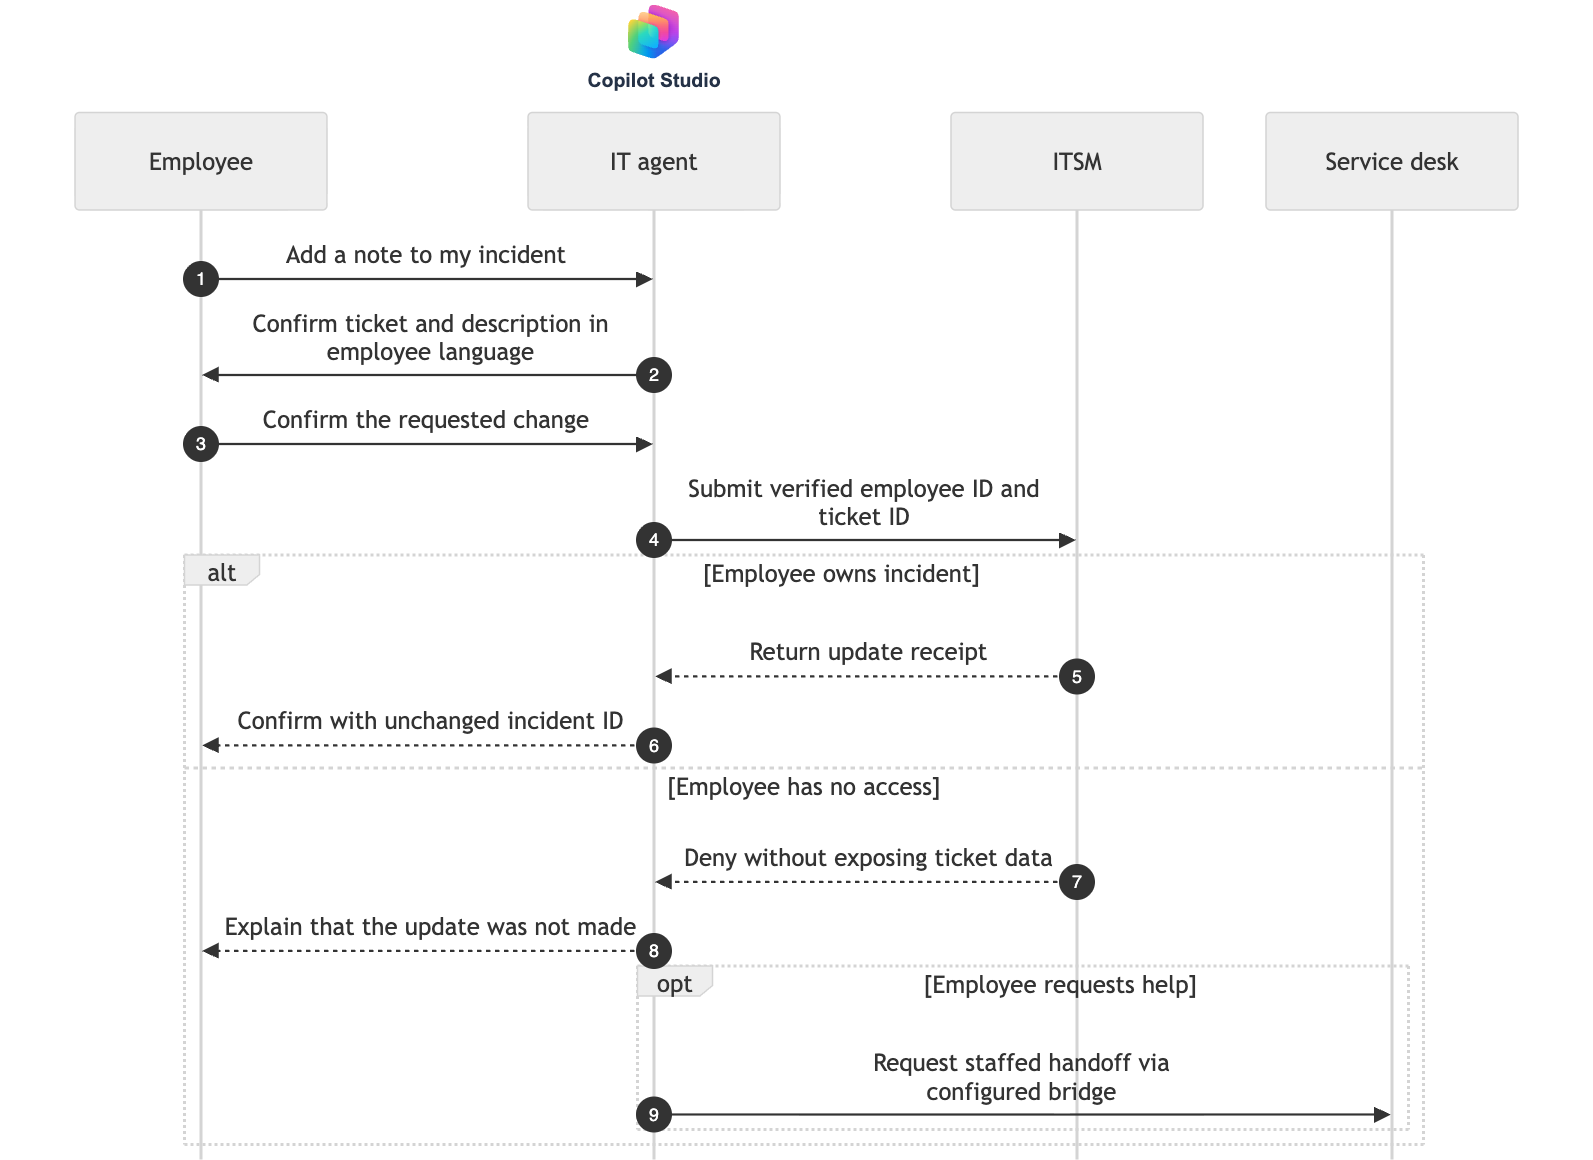 Copilot Studio
Employee
IT agent
ITSM
Service desk
Add a note to my incident
1
Confirm ticket and description in
employee language
2
Confirm the requested change
3
Submit verified employee ID and
ticket ID
4
alt
[Employee owns incident]
Return update receipt
5
Confirm with unchanged incident ID
6
[Employee has no access]
Deny without exposing ticket data
7
Explain that the update was not made
8
opt
[Employee requests help]
Request staffed handoff via
configured bridge
9